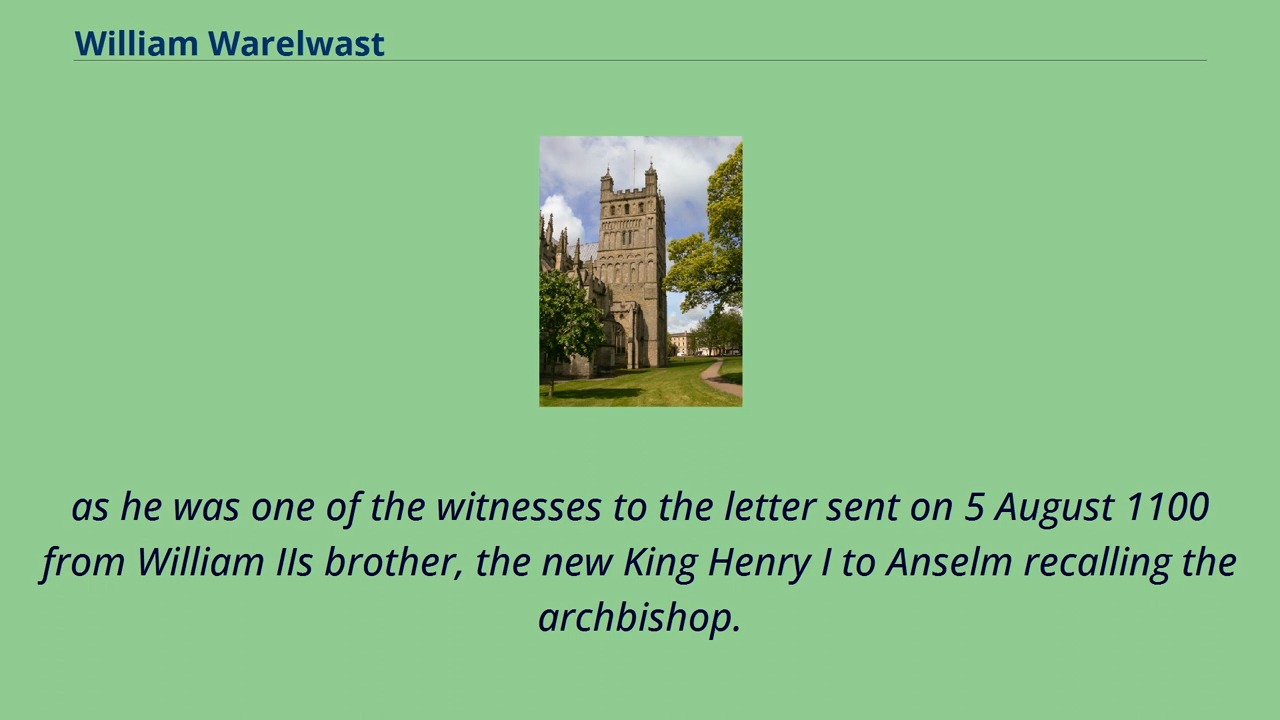 William Warelwast
as he was one of the witnesses to the letter sent on 5 August 1100
from William IIs brother, the new King Henry I to Anselm recalling the
archbishop.